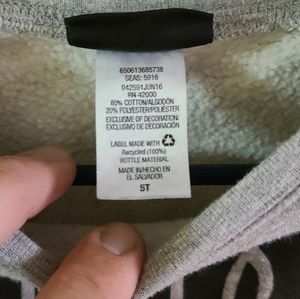 650613685738
SEAS: 5916
042591JUN16
RN 42000
80% COTTON/ALGODÓN
20% POLYESTER/POLIÉSTER
EXCLUSIVE OF DECORATION/
EXCLUSIVO DE DECORACIÓN
LABEL MADE WITH
Recycled (100%)
BOTTLE MATERIAL
MADE IN/HECHO EN
EL SALVADOR
5T